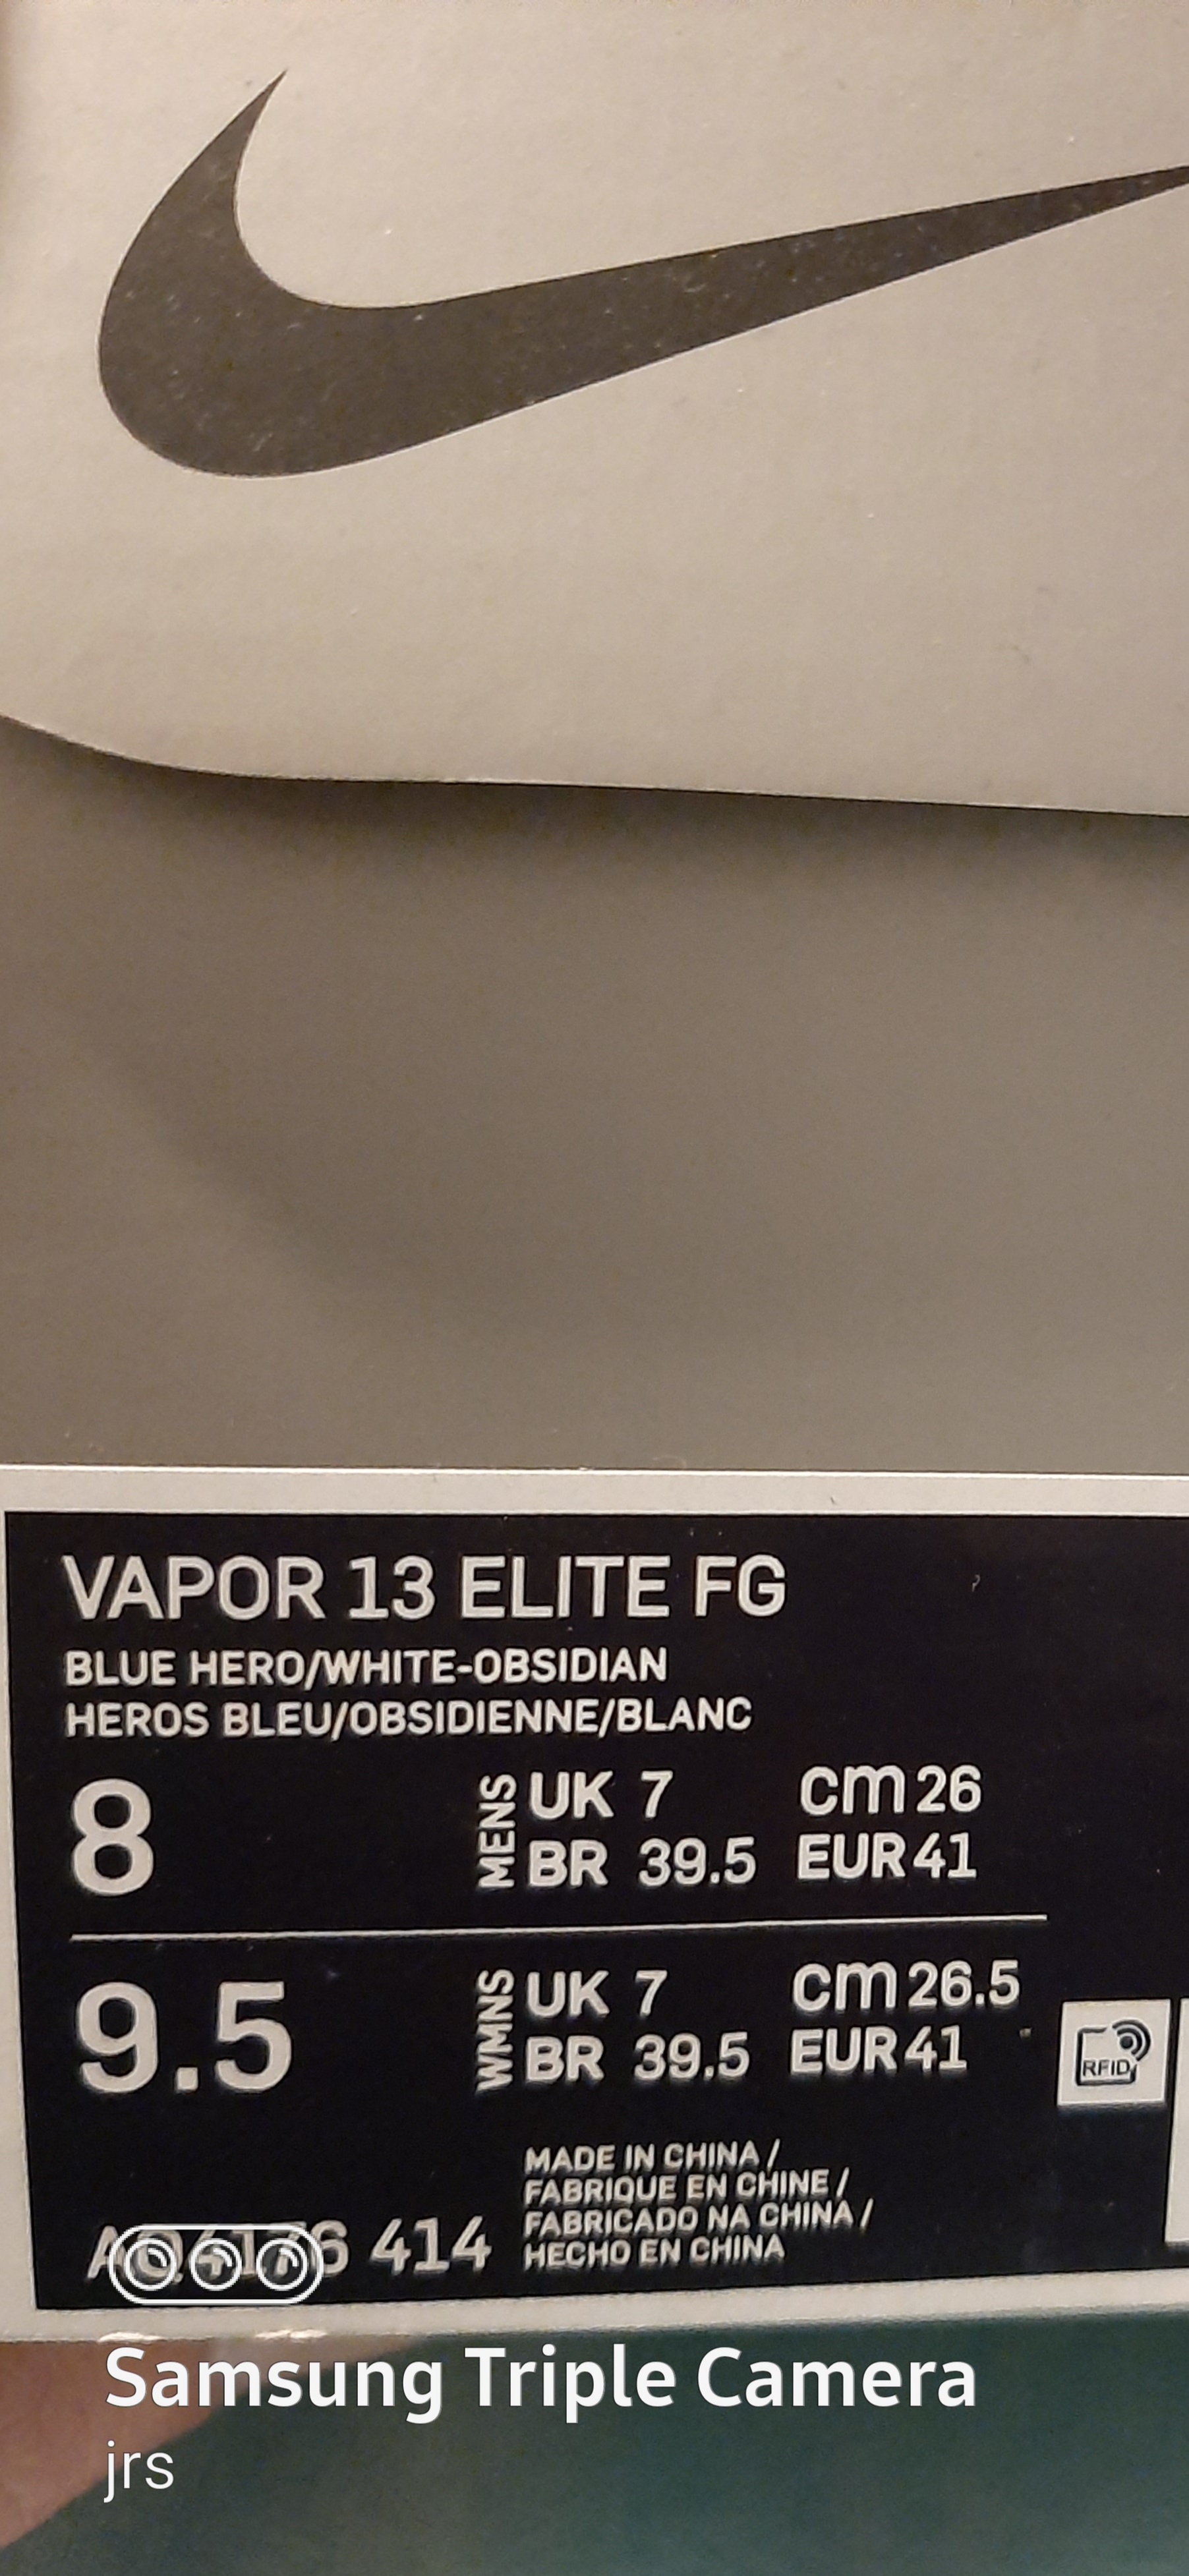 VAPOR 13 ELITE FG
BLUE HERO/WHITE-OBSIDIAN
HEROS BLEU/OBSIDIENNE/BLANC
8 MENS UK 7 cm 26
BR 39.5 EUR 41
9.5 WMNS UK 7 cm 26.5
BR 39.5 EUR 41
RFID
MADE IN CHINA /
FABRIQUE EN CHINE /
FABRICADO NA CHINA /
HECHO EN CHINA
AQ4176 414
Samsung Triple Camera
jrs